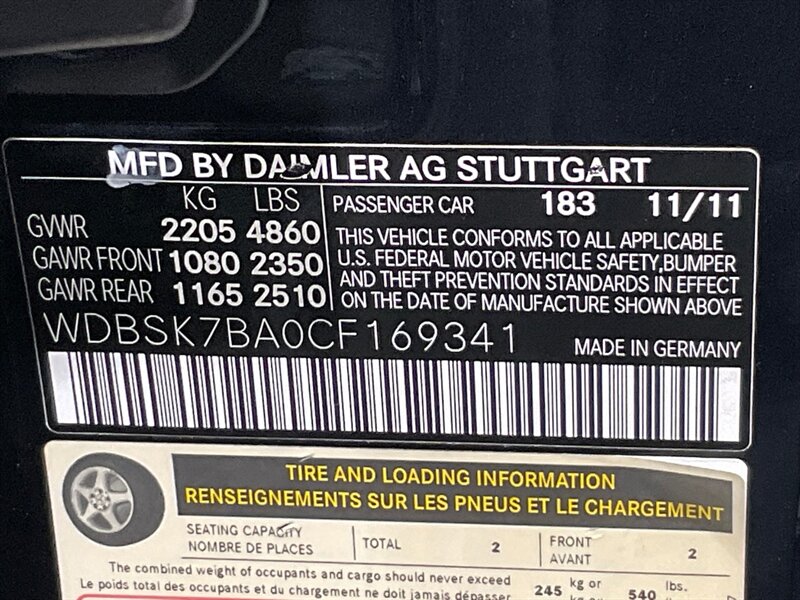 MFD BY DAIMLER AG STUTTGART
KG LBS
GVWR 2205 4860
GAWR FRONT 1080 2350
GAWR REAR 1165 2510
PASSENGER CAR 183 11/11
THIS VEHICLE CONFORMS TO ALL APPLICABLE
U.S. FEDERAL MOTOR VEHICLE SAFETY,BUMPER
AND THEFT PREVENTION STANDARDS IN EFFECT
ON THE DATE OF MANUFACTURE SHOWN ABOVE
WDBSK7BA0CF169341
MADE IN GERMANY
TIRE AND LOADING INFORMATION
RENSEIGNEMENTS SUR LES PNEUS ET LE CHARGEMENT
SEATING CAPACITY
NOMBRE DE PLACES
TOTAL 2
FRONT
AVANT
2
The combined weight of occupants and cargo should never exceed
Le poids total des occupants et du chargement ne doit jamais dépasser
245 kg or
540 lbs.